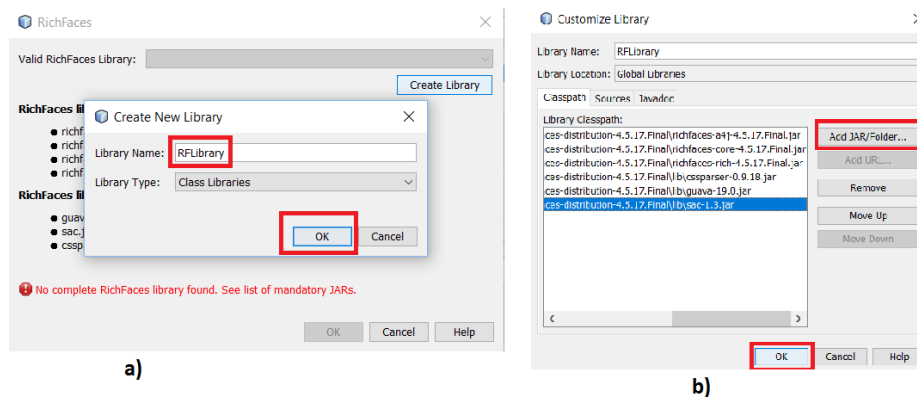 RichFaces
Valid RichFaces Library:
Create Library
RichFaces li
richf
richf
richf
richf
RichFaces li
guav
sac.j
cssp
Create New Library
Library Name: RFLibrary
Library Type: Class Libraries
OK Cancel
No complete RichFaces library found. See list of mandatory JARs.
OK Cancel Help
a)
Customize Library
Library Name: RFLibrary
Library Location: Global Libraries
Classpath Sources Javadoc
Library Classpath:
ces-distribution-4.5.17.Final\richfaces-a4j-4.5.17.Final.jar
ces-distribution-4.5.17.Final\richfaces-core-4.5.17.Final.jar
ces-distribution-4.5.17.Final\richfaces-rich-4.5.17.Final.jar
ces-distribution-4.5.17.Final\lib\cssparser-0.9.18.jar
ces-distribution-4.5.17.Final\lib\guava-19.0.jar
ces-distribution-4.5.17.Final\lib\sac-1.3.jar
Add JAR/Folder...
Add URL...
Remove
Move Up
Move Down
OK Cancel Help
b)